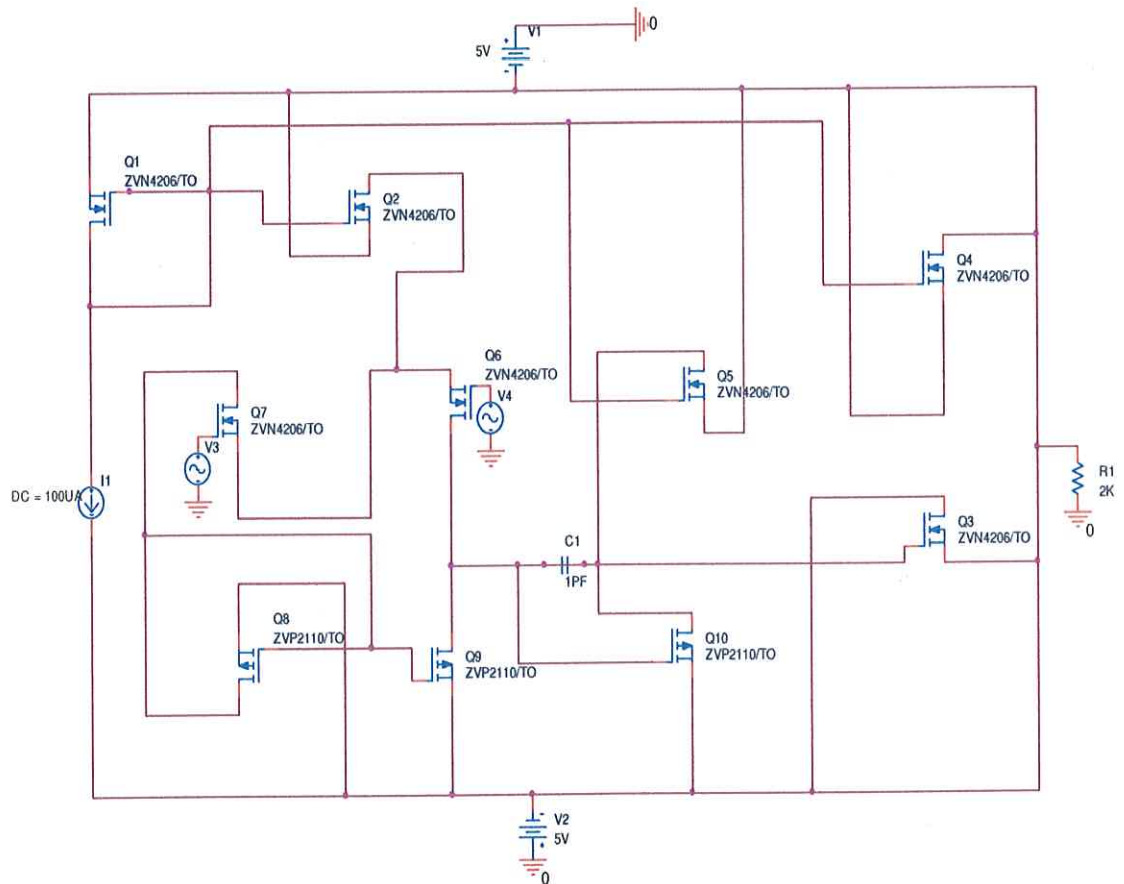 V1
0
5V
+
-
Q1
ZVN4206/TO
Q2
ZVN4206/TO
Q4
ZVN4206/TO
Q6
ZVN4206/TO
V4
Q5
ZVN4206/TO
Q7
ZVN4206/TO
V3
I1
DC = 100UA
R1
2K
0
Q3
ZVN4206/TO
C1
1PF
Q8
ZVP2110/TO
Q9
ZVP2110/TO
Q10
ZVP2110/TO
-
V2
+
5V
0